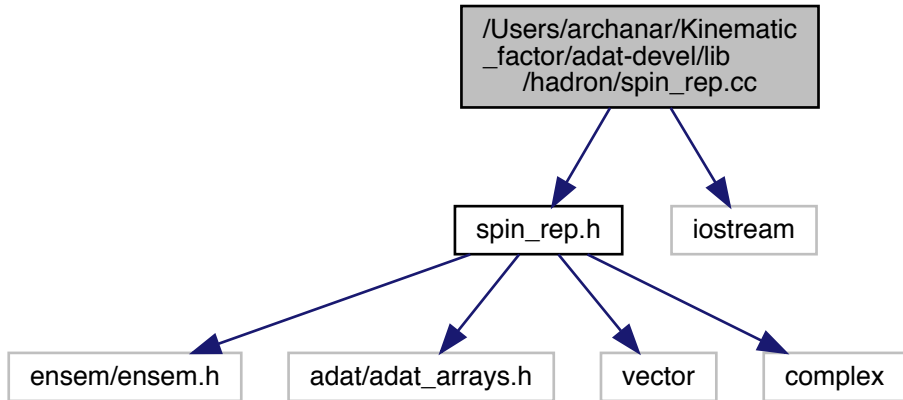 /Users/archanar/Kinematic
_factor/adat-devel/lib
/hadron/spin_rep.cc
spin_rep.h
iostream
ensem/ensem.h
adat/adat_arrays.h
vector
complex